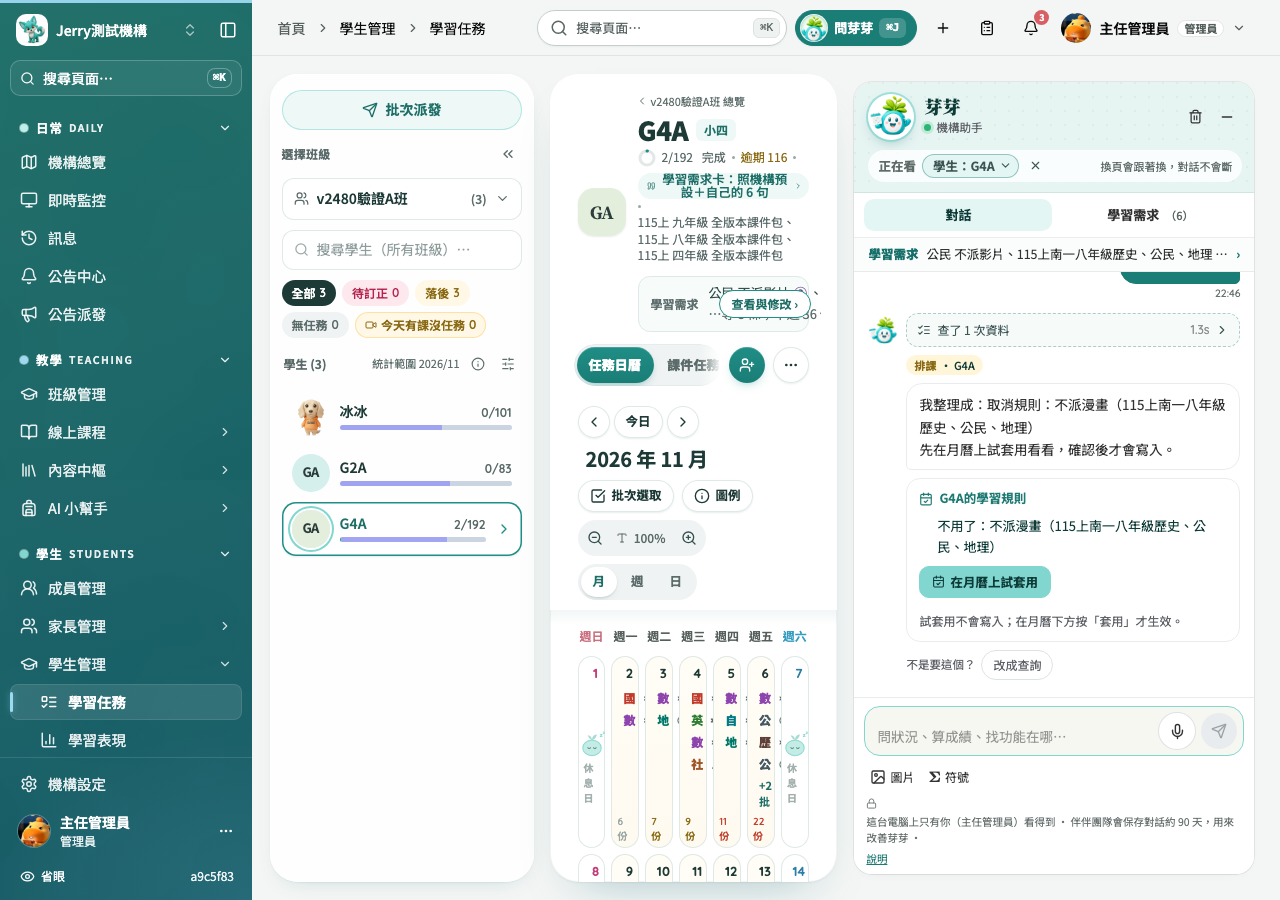 Jerry測試機構
搜尋頁面… ⌘K
日常 DAILY
機構總覽
即時監控
訊息
公告中心
公告派發
教學 TEACHING
班級管理
線上課程
內容中樞
AI 小幫手
學生 STUDENTS
成員管理
家長管理
學生管理
學習任務
學習表現
機構設定
主任管理員
管理員
省眼 a9c5f83
首頁 › 學生管理 › 學習任務
搜尋頁面… ⌘K
問芽芽 ⌘J
3
主任管理員 管理員
批次派發
選擇班級
v2480驗證A班 (3)
搜尋學生（所有班級）…
全部 3
待訂正 0
落後 3
無任務 0
今天有課沒任務 0
學生 (3) 統計範圍 2026/11
冰冰 0/101
GA G2A 0/83
GA G4A 2/192
‹ v2480驗證A班 總覽
G4A 小四
2/192 完成・逾期 116・
學習需求卡：照機構預設＋自己的 6 句 ›
GA
115上 九年級 全版本課件包、
115上 八年級 全版本課件包、
115上 四年級 全版本課件包
學習需求
查看與修改 ›
任務日曆 課件任務
今日
2026 年 11 月
批次選取 圖例
T 100%
月 週 日
週日 週一 週二 週三 週四 週五 週六
1 2 3 4 5 6 7
國 數 國 數 數
數 地 英 自 公
數 地 歷
社 公
休息日 +2批 休息日
6份 7份 9份 11份 22份
8 9 10 11 12 13 14
芽芽
機構助手
正在看 學生：G4A × 換頁會跟著換，對話不會斷
對話 學習需求 (6)
學習需求 公民 不派影片、115上南一八年級歷史、公民、地理 … ›
22:46
查了 1 次資料 1.3s ›
排課・G4A
我整理成：取消規則：不派漫畫（115上南一八年級
歷史、公民、地理）
先在月曆上試套用看看，確認後才會寫入。
G4A的學習規則
不用了：不派漫畫（115上南一八年級歷史、公
民、地理）
在月曆上試套用
試套用不會寫入；在月曆下方按「套用」才生效。
不是要這個？ 改成查詢
問狀況、算成績、找功能在哪…
圖片 Σ 符號
這台電腦上只有你（主任管理員）看得到・伴伴團隊會保存對話約 90 天，用來
改善芽芽・
說明